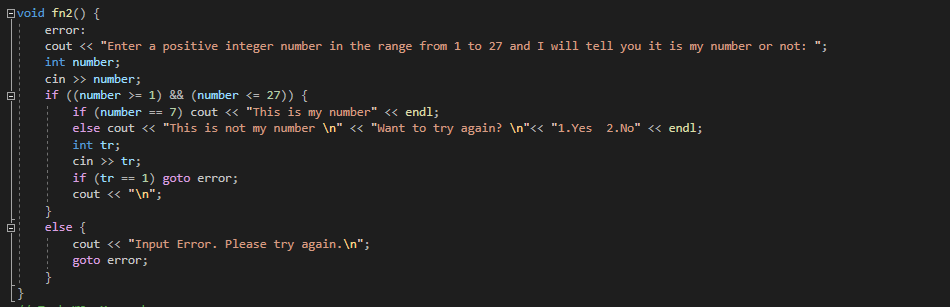 void fn2() {
error:
cout << "Enter a positive integer number in the range from 1 to 27 and I will tell you it is my number or not: ";
int number;
cin >> number;
if ((number >= 1) && (number <= 27)) {
if (number == 7) cout << "This is my number" << endl;
else cout << "This is not my number \n" << "Want to try again? \n"<< "1.Yes  2.No" << endl;
int tr;
cin >> tr;
if (tr == 1) goto error;
cout << "\n";
}
else {
cout << "Input Error. Please try again.\n";
goto error;
}
}